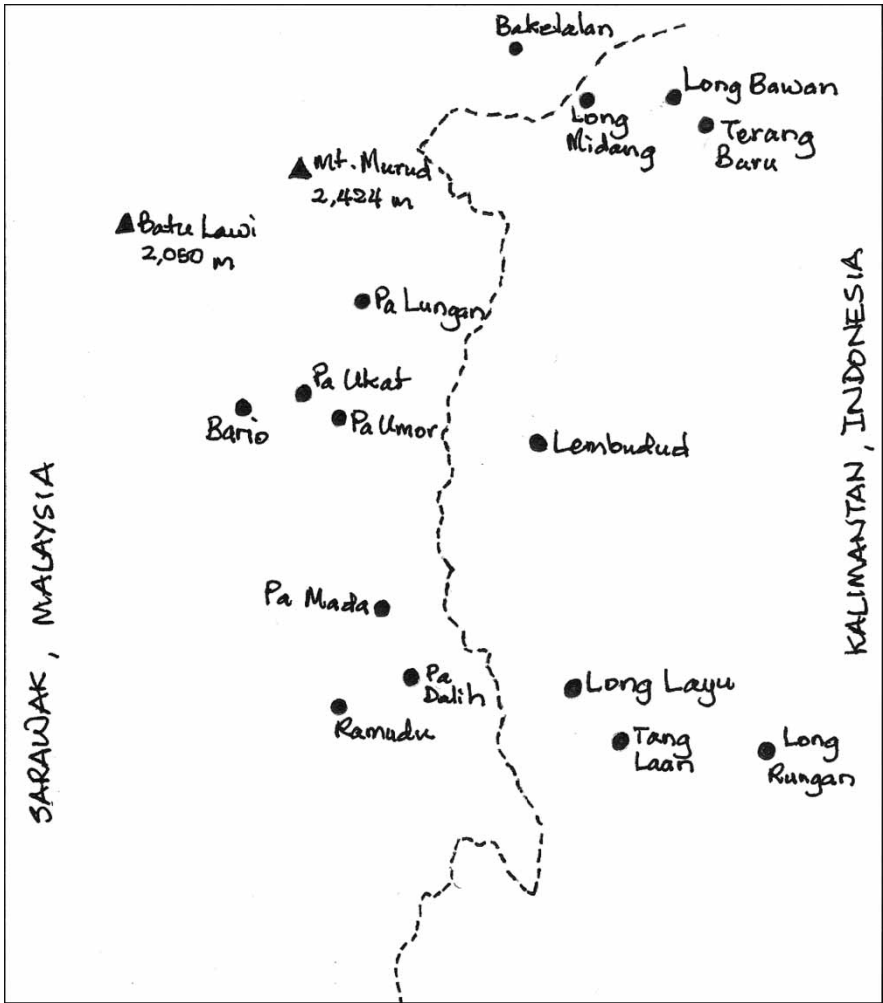 Bakelalan
Long Bawan
Long
Midang
Terang
Baru
Mt. Murud
2,424 m
Batu Lawi
2,050 m
Pa Lungan
Pa Ukat
Bario
Pa Umor
Lembudud
KALIMANTAN, INDONESIA
SARAWAK, MALAYSIA
Pa Mada
Pa
Dalih
Ramudu
Long Layu
Tang
Laan
Long
Rungan